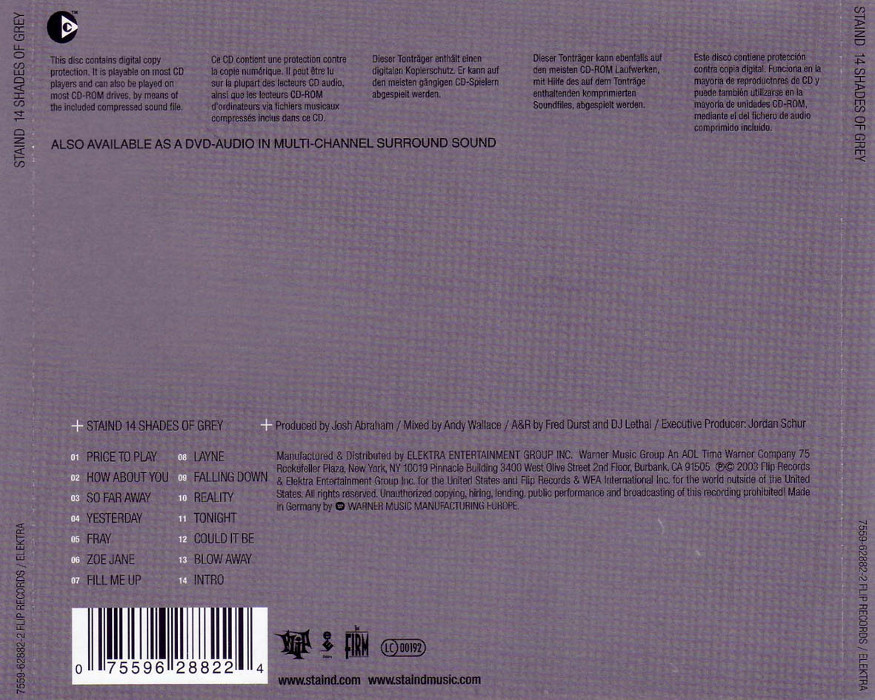 STAIND 14 SHADES OF GREY
This disc contains digital copy
protection. It is playable on most CD
players and can also be played on
most CD-ROM drives, by means of
the included compressed sound file.
Ce CD contient une protection contre
la copie numérique. Il peut être lu
sur la plupart des lecteurs CD audio,
ainsi que les lecteurs CD-ROM
d'ordinateurs via fichiers musicaux
compressés inclus dans ce CD.
Dieser Tonträger enthält einen
digitalen Kopierschutz. Er kann auf
den meisten gängigen CD-Spielern
abgespielt werden.
Dieser Tonträger kann ebenfalls auf
den meisten CD-ROM Laufwerken,
mit Hilfe des auf dem Tonträge
enthaltenden komprimierten
Soundfiles, abgespielt werden.
Este disco contiene protección
contra copia digital. Funciona en la
mayoría de reproductores de CD y
puede también utilizarse en la
mayoría de unidades CD-ROM,
mediante el del fichero de audio
comprimido incluido.
STAIND 14 SHADES OF GREY
ALSO AVAILABLE AS A DVD-AUDIO IN MULTI-CHANNEL SURROUND SOUND
+ STAIND 14 SHADES OF GREY
01 PRICE TO PLAY
02 HOW ABOUT YOU
03 SO FAR AWAY
04 YESTERDAY
05 FRAY
06 ZOE JANE
07 FILL ME UP
08 LAYNE
09 FALLING DOWN
10 REALITY
11 TONIGHT
12 COULD IT BE
13 BLOW AWAY
14 INTRO
+ Produced by Josh Abraham / Mixed by Andy Wallace / A&R by Fred Durst and DJ Lethal / Executive Producer: Jordan Schur
Manufactured & Distributed by ELEKTRA ENTERTAINMENT GROUP INC. Warner Music Group An AOL Time Warner Company 75
Rockefeller Plaza, New York, NY 10019 Pinnacle Building 3400 West Olive Street 2nd Floor, Burbank, CA 91505 ℗© 2003 Flip Records
& Elektra Entertainment Group Inc. for the United States and Flip Records & WEA International Inc. for the world outside of the United
States. All rights reserved. Unauthorized copying, hiring, lending, public performance and broadcasting of this recording prohibited! Made
in Germany by WARNER MUSIC MANUFACTURING EUROPE.
7559-62882-2 FLIP RECORDS / ELEKTRA
7559-62882-2 FLIP RECORDS / ELEKTRA
0 75596 28822 4
FLIP
THE FIRM
LC 00192
www.staind.com www.staindmusic.com